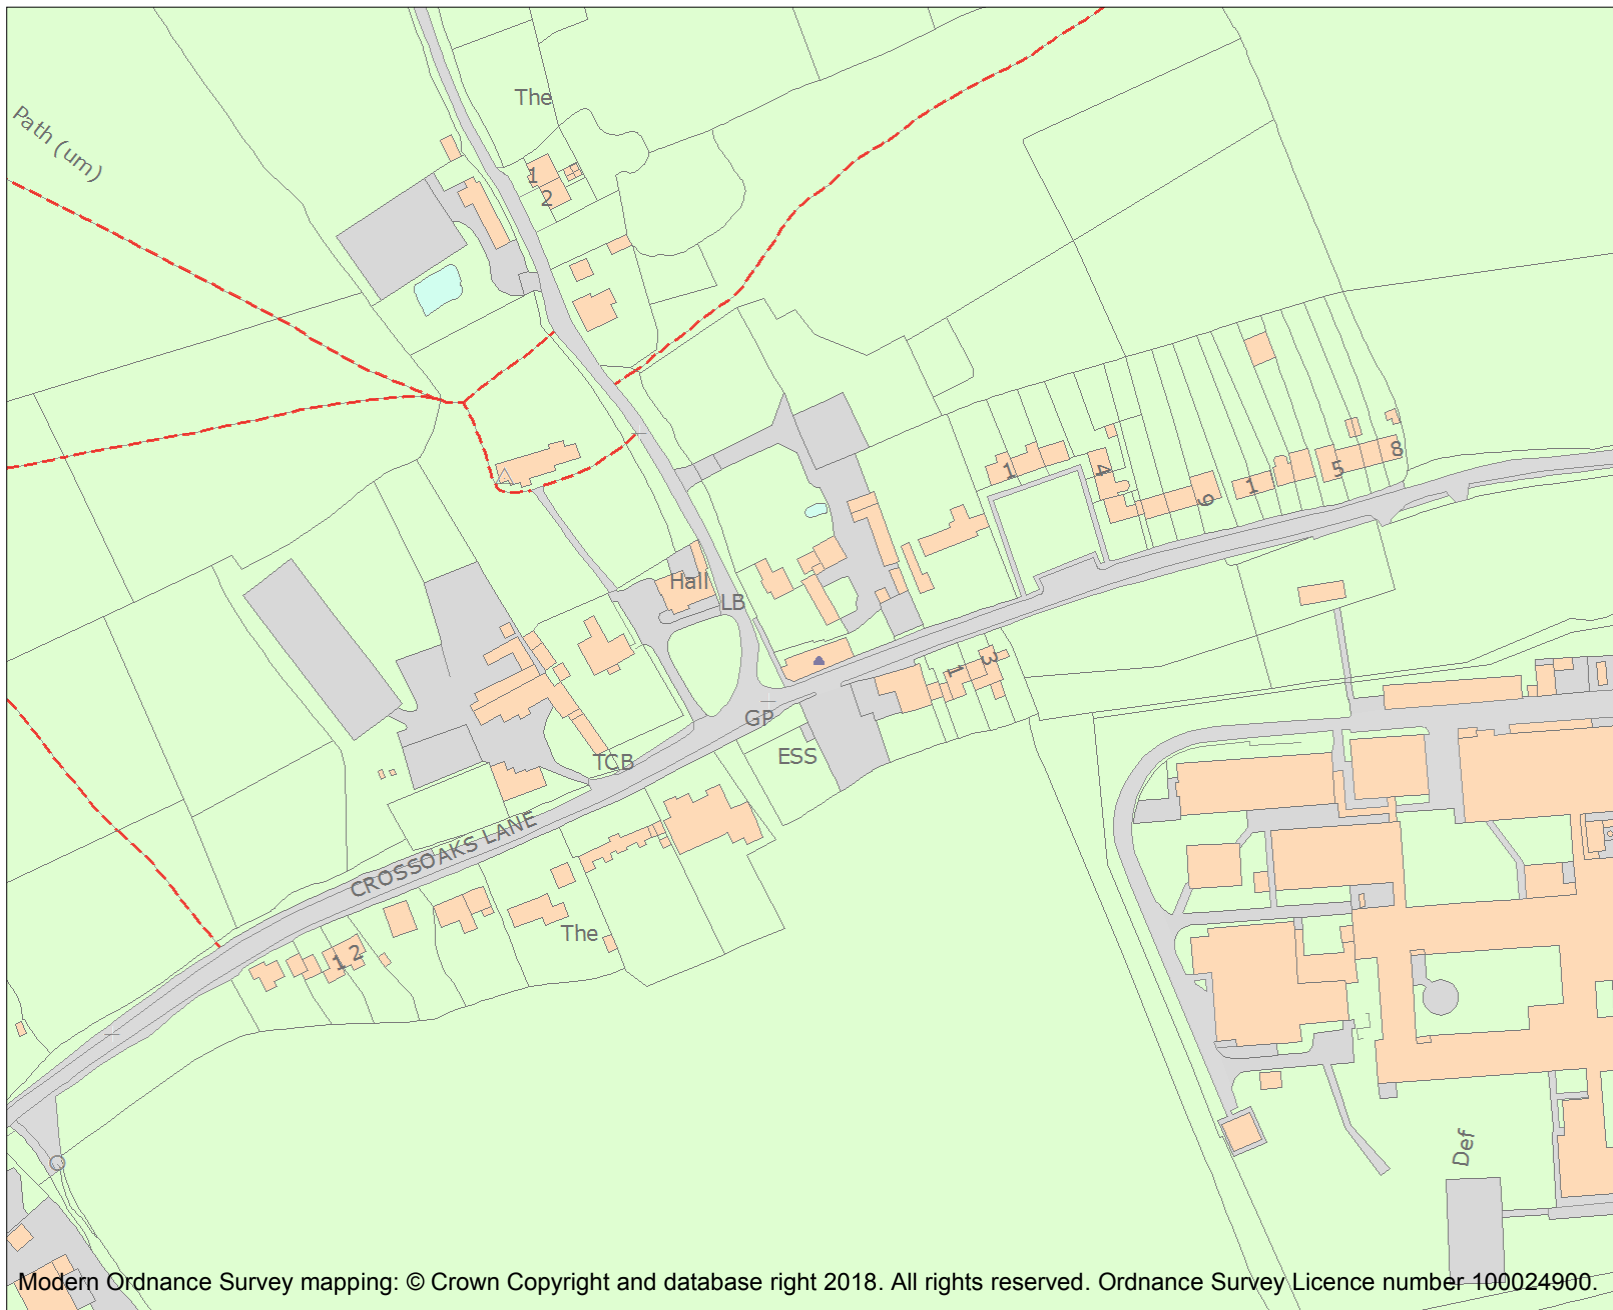 The
Path (um)
1
2
1
4
9
1
5
8
Hall
LB
1
3
GP
ESS
TCB
CROSSOAKS LANE
The
1 2
Def
Modern Ordnance Survey mapping: © Crown Copyright and database right 2018. All rights reserved. Ordnance Survey Licence number 100024900.